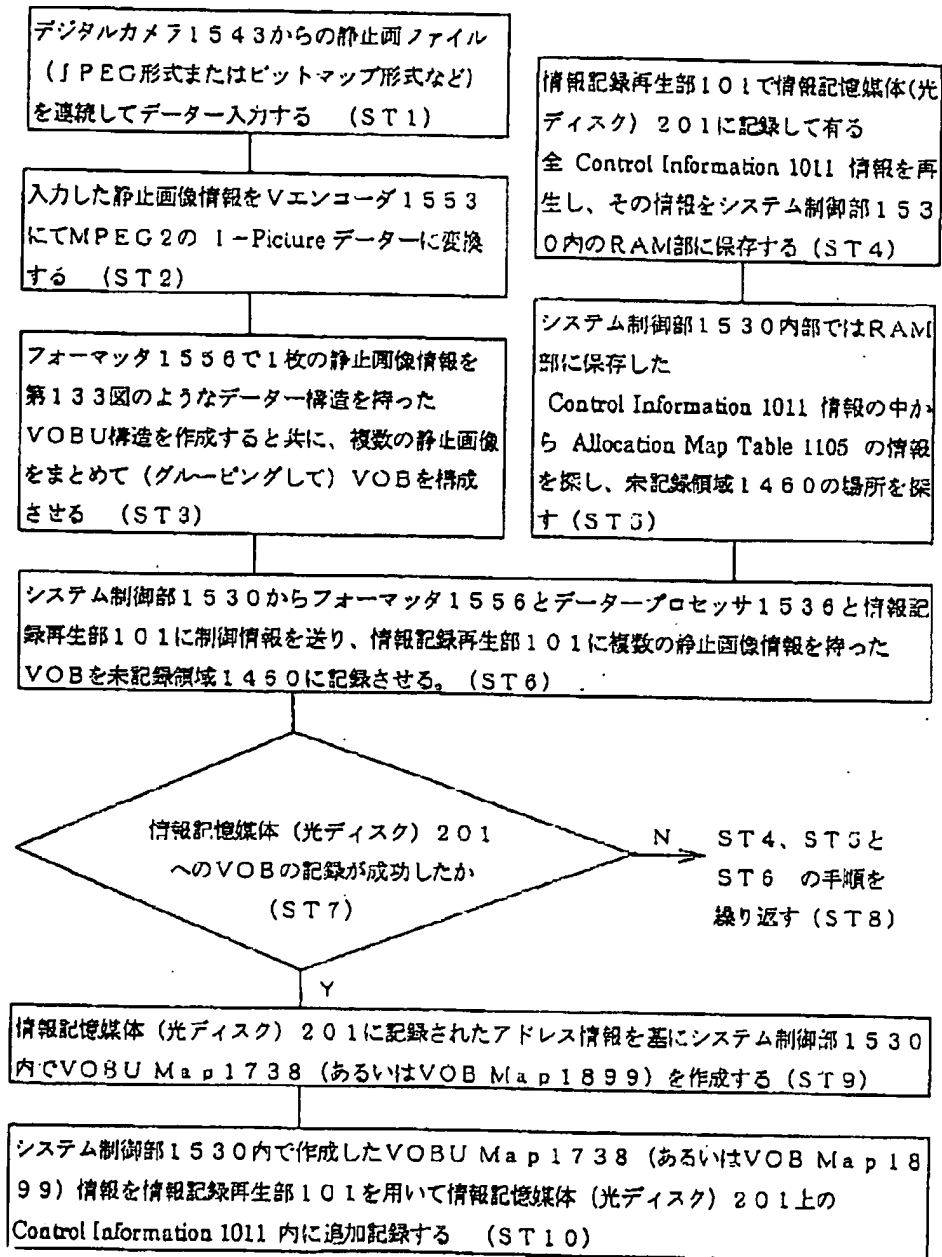 デジタルカメラ1543からの静止画ファイル
(JPEG形式またはビットマップ形式など)
を連続してデーター入力する (ST1)
入力した静止画像情報をVエンコーダ1553
にてMPEG2の I-Picture データーに変換
する (ST2)
フォーマッタ1556で1枚の静止画像情報を
第133図のようなデーター構造を持った
VOBU構造を作成すると共に、複数の静止画像
をまとめて(グルーピングして)VOBを構成
させる (ST3)
情報記録再生部101で情報記憶媒体(光
ディスク)201に記録して有る
全 Control Information 1011 情報を再
生し、その情報をシステム制御部153
0内のRAM部に保存する(ST4)
システム制御部1530内部ではRAM
部に保存した
Control Information 1011 情報の中か
ら Allocation Map Table 1105 の情報
を探し、未記録領域1460の場所を探
す(ST5)
システム制御部1530からフォーマッタ1556とデータープロセッサ1536と情報記
録再生部101に制御情報を送り、情報記録再生部101に複数の静止画像情報を持った
VOBを未記録領域1460に記録させる。(ST6)
情報記憶媒体(光ディスク)201
へのVOBの記録が成功したか
(ST7)
N
ST4、ST5と
ST6 の手順を
繰り返す(ST8)
Y
情報記憶媒体(光ディスク)201に記録されたアドレス情報を基にシステム制御部1530
内でVOBU Map1738(あるいはVOB Map1899)を作成する(ST9)
システム制御部1530内で作成したVOBU Map1738(あるいはVOB Map18
99)情報を情報記録再生部101を用いて情報記憶媒体(光ディスク)201上の
Control Information 1011 内に追加記録する (ST10)